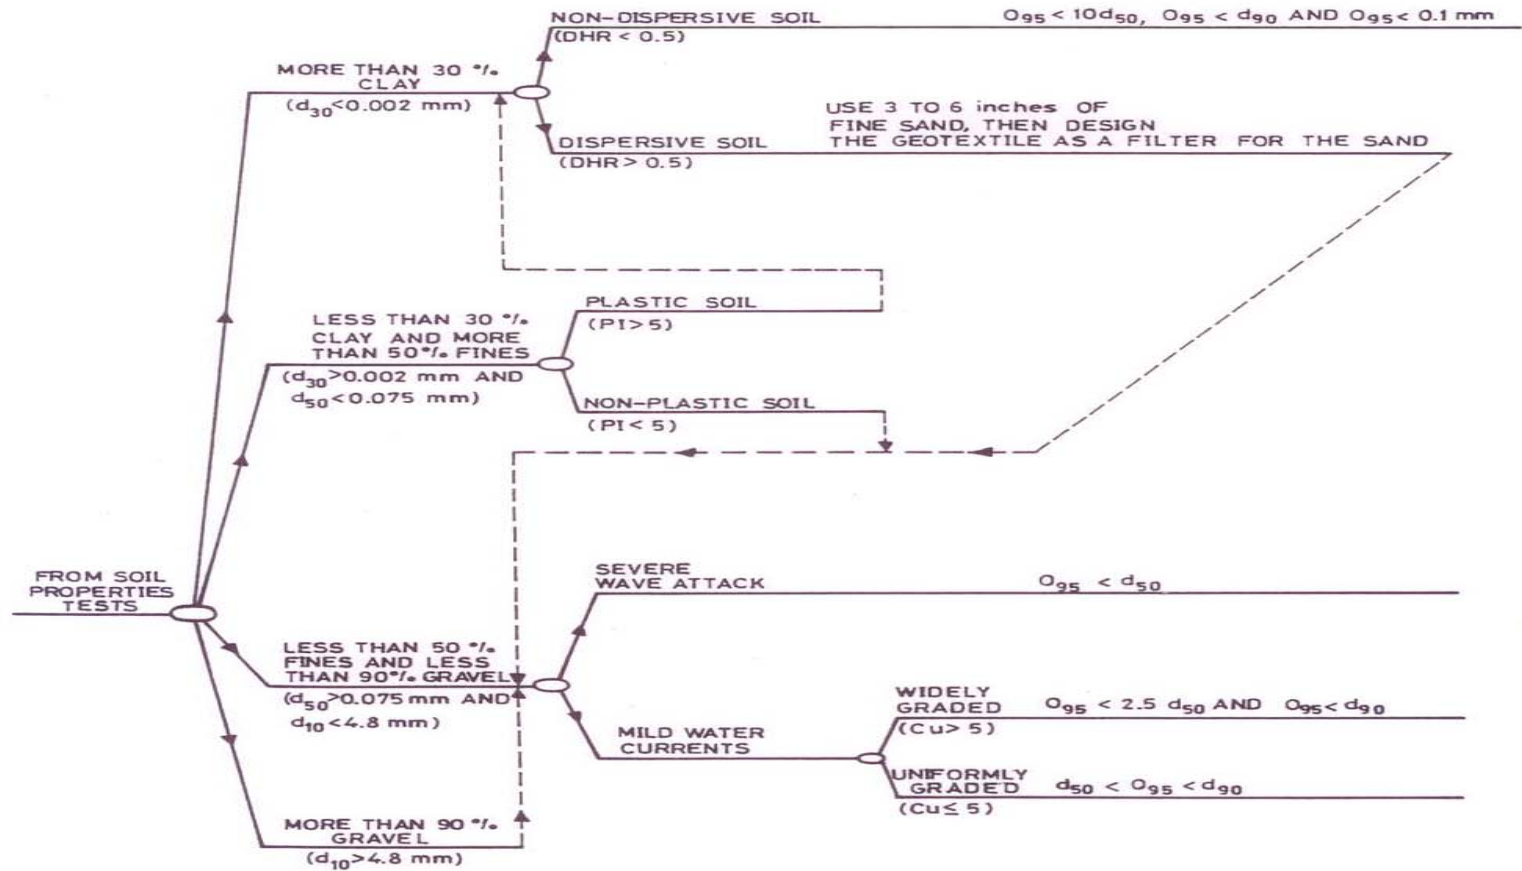 NON-DISPERSIVE SOIL O₉₅ < 10d₅₀, O₉₅ < d₉₀ AND O₉₅ < 0.1 mm
(DHR < 0.5)
MORE THAN 30 %
CLAY
(d₃₀<0.002 mm)
USE 3 TO 6 inches OF
FINE SAND, THEN DESIGN
DISPERSIVE SOIL THE GEOTEXTILE AS A FILTER FOR THE SAND
(DHR > 0.5)
PLASTIC SOIL
(PI > 5)
LESS THAN 30 %
CLAY AND MORE
THAN 50% FINES
(d₃₀>0.002 mm AND
d₅₀<0.075 mm)
NON-PLASTIC SOIL
(PI < 5)
FROM SOIL
PROPERTIES
TESTS
SEVERE
WAVE ATTACK O₉₅ < d₅₀
LESS THAN 50 %
FINES AND LESS
THAN 90% GRAVEL
(d₅₀>0.075 mm AND
d₁₀<4.8 mm)
MILD WATER
CURRENTS
WIDELY
GRADED O₉₅ < 2.5 d₅₀ AND O₉₅<d₉₀
(Cu> 5)
UNIFORMLY
GRADED d₅₀ < O₉₅ < d₉₀
(Cu≤ 5)
MORE THAN 90 %
GRAVEL
(d₁₀>4.8 mm)